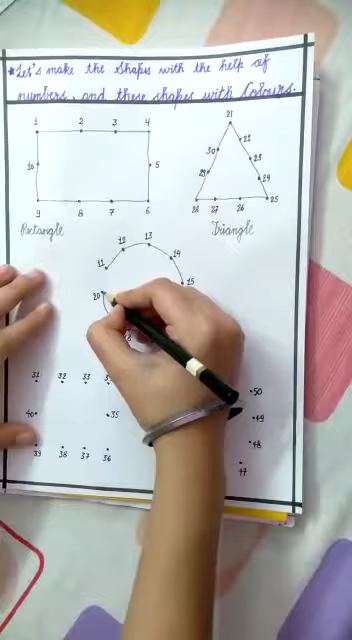 *Let's make the Shapes with the help of
numbers, and these shapes with Colours.
1 2 3 4
10 5
9 8 7 6
Rectangle
21
30 22
29 23
24
28 27 26 25
Triangle
11 12 13 14
20 15
31 32 33
40 35
39 38 37 36
50
49
48
47